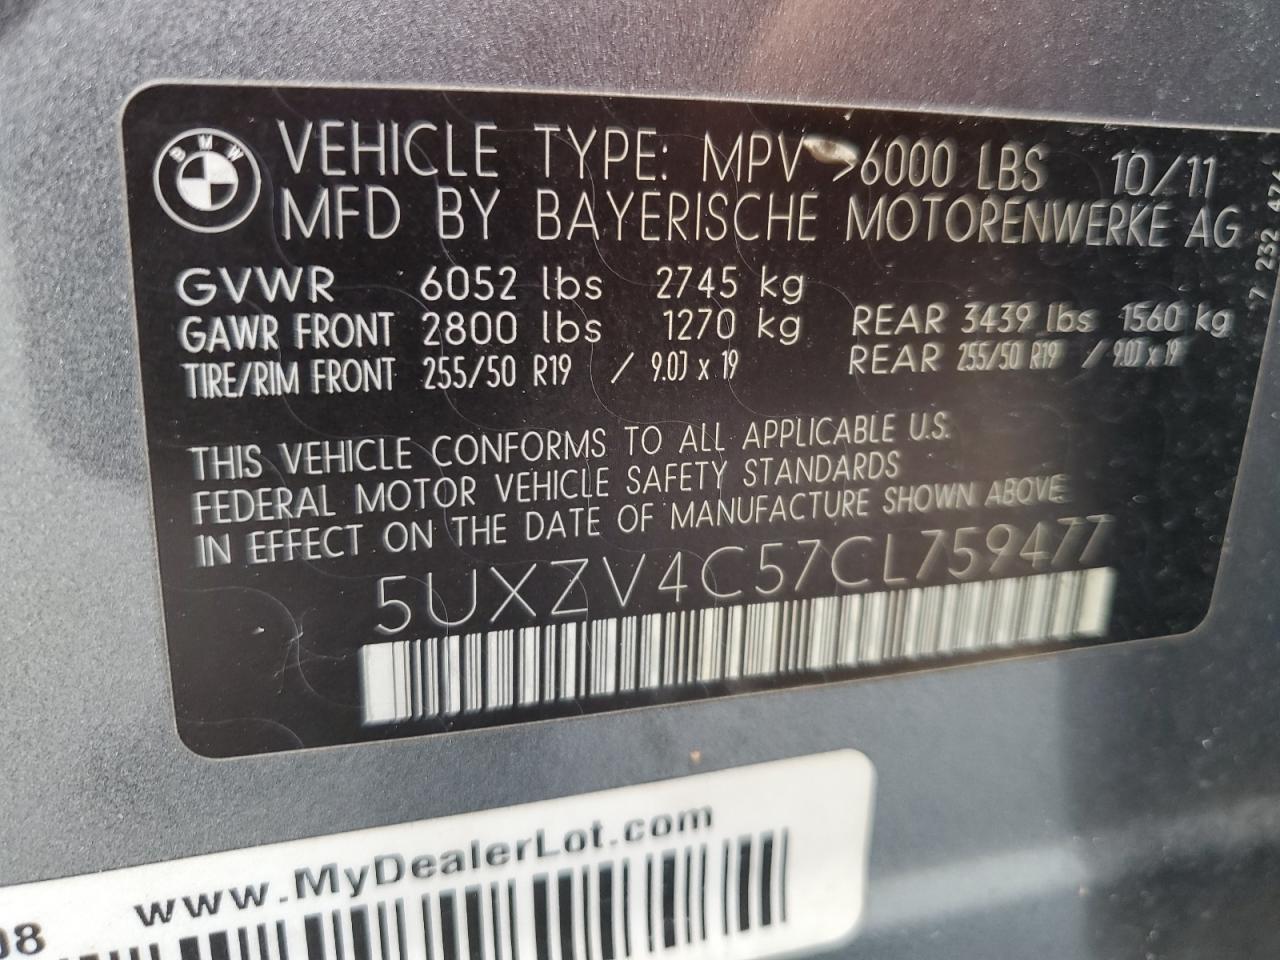 BMW
VEHICLE TYPE: MPV >6000 LBS 10/11
MFD BY BAYERISCHE MOTORENWERKE AG
GVWR 6052 lbs 2745 kg
GAWR FRONT 2800 lbs 1270 kg REAR 3439 lbs 1560 kg
TIRE/RIM FRONT 255/50 R19 / 9.0J x 19 REAR 255/50 R19 / 9.0J x 19
THIS VEHICLE CONFORMS TO ALL APPLICABLE U.S.
FEDERAL MOTOR VEHICLE SAFETY STANDARDS
IN EFFECT ON THE DATE OF MANUFACTURE SHOWN ABOVE
5UXZV4C57CL759477
7 232
www.MyDealerLot.com
08